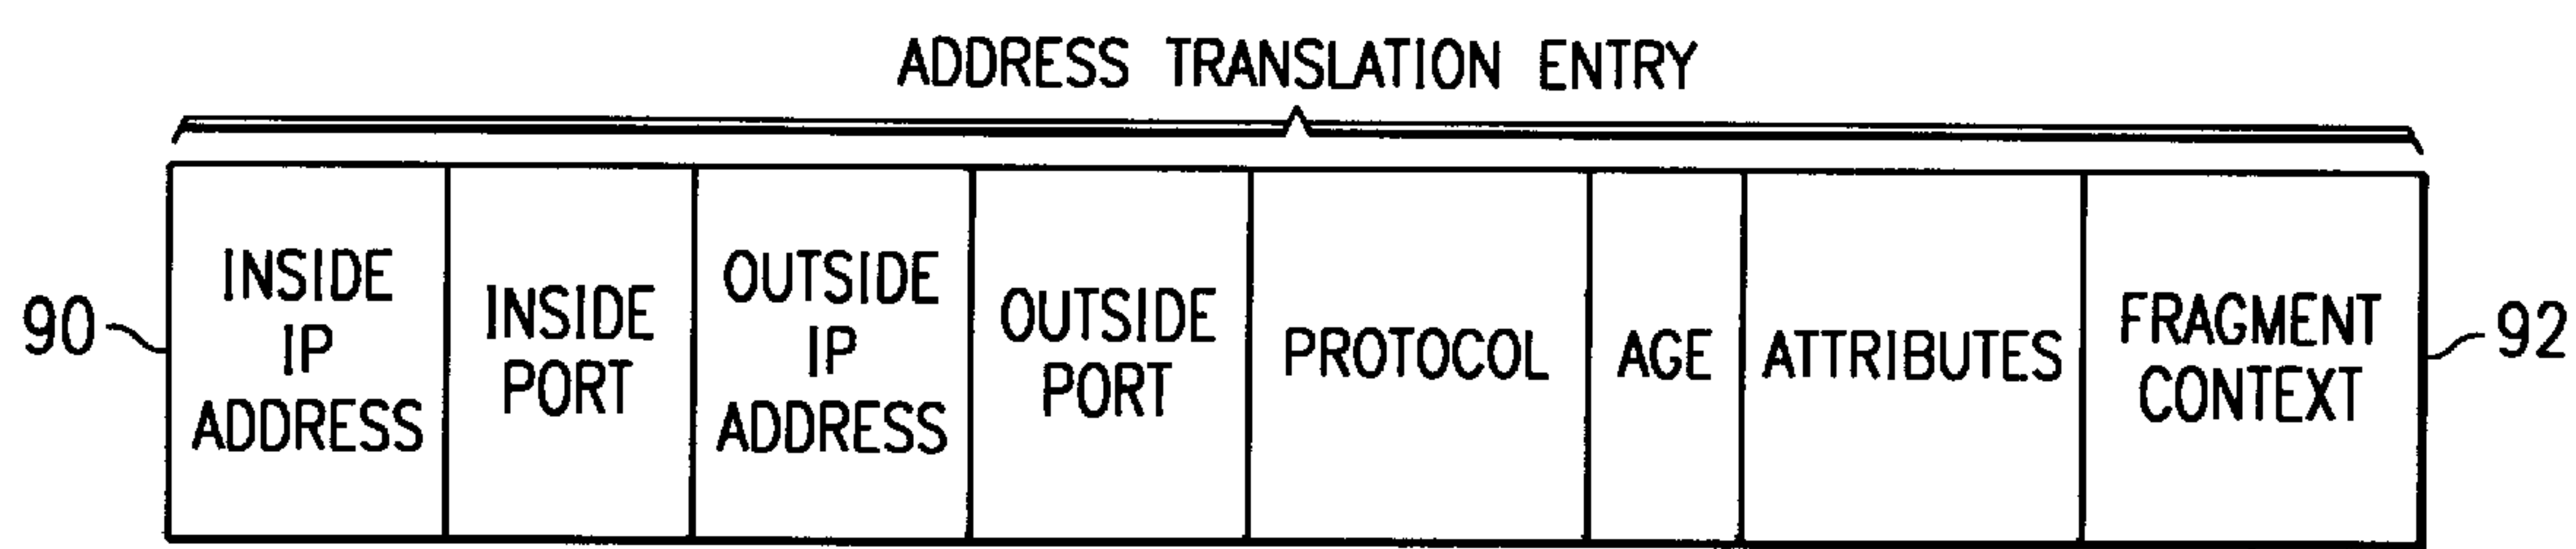 ADDRESS TRANSLATION ENTRY
90
INSIDE
IP
ADDRESS
INSIDE
PORT
OUTSIDE
IP
ADDRESS
OUTSIDE
PORT
PROTOCOL
AGE
ATTRIBUTES
FRAGMENT
CONTEXT
92